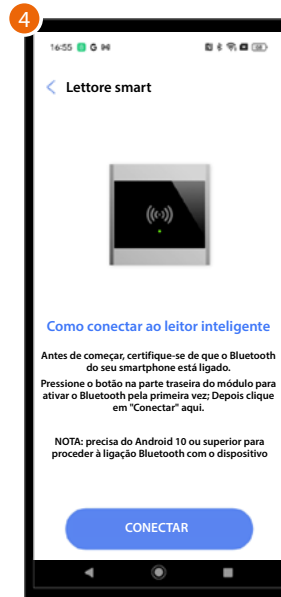 4
16:55 G
Lettore smart
Como conectar ao leitor inteligente
Antes de começar, certifique-se de que o Bluetooth
do seu smartphone está ligado.
Pressione o botão na parte traseira do módulo para
ativar o Bluetooth pela primeira vez; Depois clique
em "Conectar" aqui.
NOTA: precisa do Android 10 ou superior para
proceder à ligação Bluetooth com o dispositivo
CONECTAR